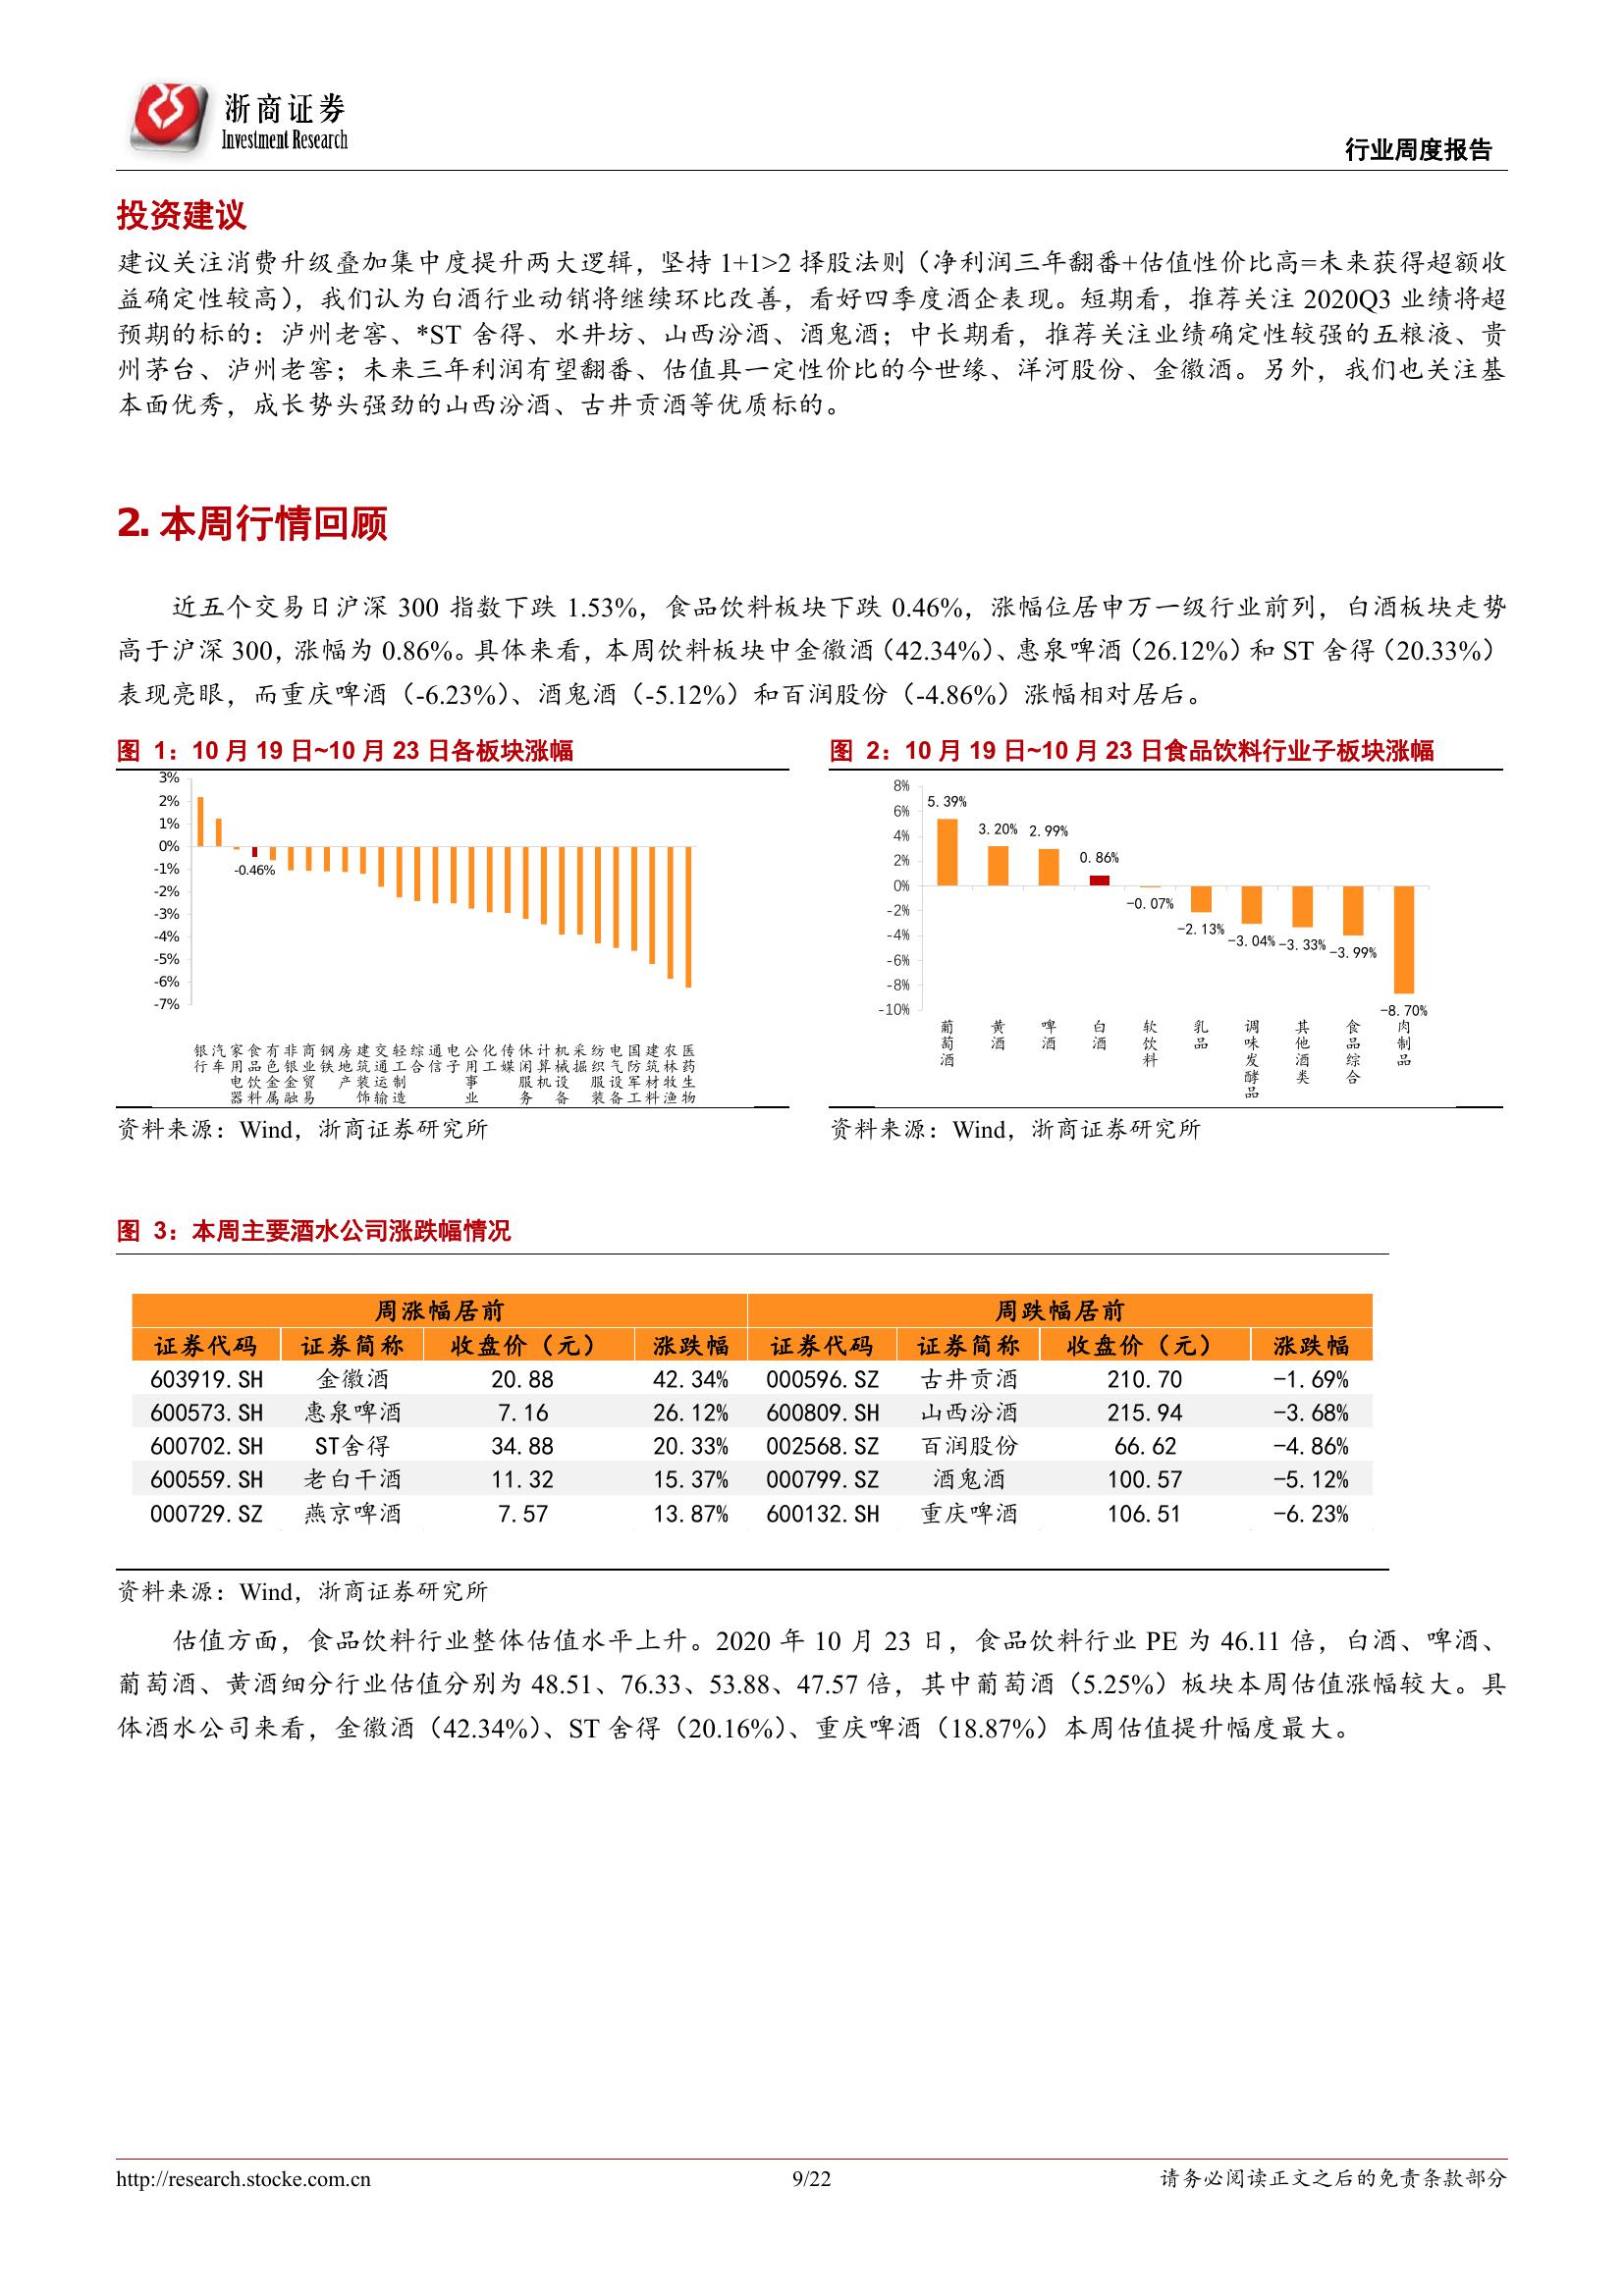 浙商证券
Investment Research
行业周度报告
投资建议
建议关注消费升级叠加集中度提升两大逻辑，坚持 1+1>2 择股法则（净利润三年翻番+估值性价比高=未来获得超额收
益确定性较高），我们认为白酒行业动销将继续环比改善，看好四季度酒企表现。短期看，推荐关注 2020Q3 业绩将超
预期的标的：泸州老窖、*ST 舍得、水井坊、山西汾酒、酒鬼酒；中长期看，推荐关注业绩确定性较强的五粮液、贵
州茅台、泸州老窖；未来三年利润有望翻番、估值具一定性价比的今世缘、洋河股份、金徽酒。另外，我们也关注基
本面优秀，成长势头强劲的山西汾酒、古井贡酒等优质标的。
2. 本周行情回顾
近五个交易日沪深 300 指数下跌 1.53%，食品饮料板块下跌 0.46%，涨幅位居申万一级行业前列，白酒板块走势
高于沪深 300，涨幅为 0.86%。具体来看，本周饮料板块中金徽酒（42.34%）、惠泉啤酒（26.12%）和 ST 舍得（20.33%）
表现亮眼，而重庆啤酒（-6.23%）、酒鬼酒（-5.12%）和百润股份（-4.86%）涨幅相对居后。
图 1：10 月 19 日~10 月 23 日各板块涨幅
3%
2%
1%
0%
-1%
-2%
-3%
-4%
-5%
-6%
-7%
-0.46%
银行 汽车 家用电器 食品饮料 有色金属 非银金融 商业贸易 钢铁 房地产 建筑装饰 交通运输 轻工制造 综合 通信 电子 公用事业 化工 传媒 休闲服务 计算机 机械设备 采掘 纺织服装 电气设备 国防军工 建筑材料 农林牧渔 医药生物
资料来源：Wind，浙商证券研究所
图 2：10 月 19 日~10 月 23 日食品饮料行业子板块涨幅
8%
6%
4%
2%
0%
-2%
-4%
-6%
-8%
-10%
5.39% 3.20% 2.99% 0.86% -0.07% -2.13% -3.04% -3.33% -3.99% -8.70%
葡萄酒 黄酒 啤酒 白酒 软饮料 乳品 调味发酵品 其他酒类 食品综合 肉制品
资料来源：Wind，浙商证券研究所
图 3：本周主要酒水公司涨跌幅情况
周涨幅居前 周跌幅居前
证券代码 证券简称 收盘价（元） 涨跌幅 证券代码 证券简称 收盘价（元） 涨跌幅
603919.SH 金徽酒 20.88 42.34% 000596.SZ 古井贡酒 210.70 -1.69%
600573.SH 惠泉啤酒 7.16 26.12% 600809.SH 山西汾酒 215.94 -3.68%
600702.SH ST舍得 34.88 20.33% 002568.SZ 百润股份 66.62 -4.86%
600559.SH 老白干酒 11.32 15.37% 000799.SZ 酒鬼酒 100.57 -5.12%
000729.SZ 燕京啤酒 7.57 13.87% 600132.SH 重庆啤酒 106.51 -6.23%
资料来源：Wind，浙商证券研究所
估值方面，食品饮料行业整体估值水平上升。2020 年 10 月 23 日，食品饮料行业 PE 为 46.11 倍，白酒、啤酒、
葡萄酒、黄酒细分行业估值分别为 48.51、76.33、53.88、47.57 倍，其中葡萄酒（5.25%）板块本周估值涨幅较大。具
体酒水公司来看，金徽酒（42.34%）、ST 舍得（20.16%）、重庆啤酒（18.87%）本周估值提升幅度最大。
http://research.stocke.com.cn
9/22
请务必阅读正文之后的免责条款部分